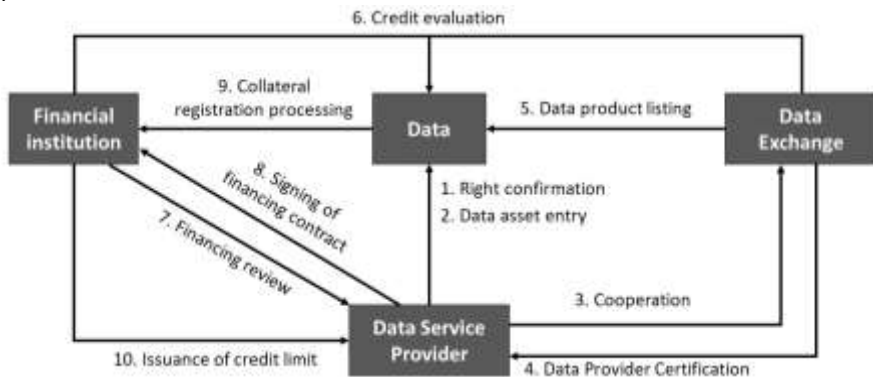 6. Credit evaluation
9. Collateral
registration processing
Financial
institution
Data
5. Data product listing
Data
Exchange
8. Signing of
financing contract
7. Financing review
1. Right confirmation
2. Data asset entry
3. Cooperation
Data Service
Provider
10. Issuance of credit limit
4. Data Provider Certification